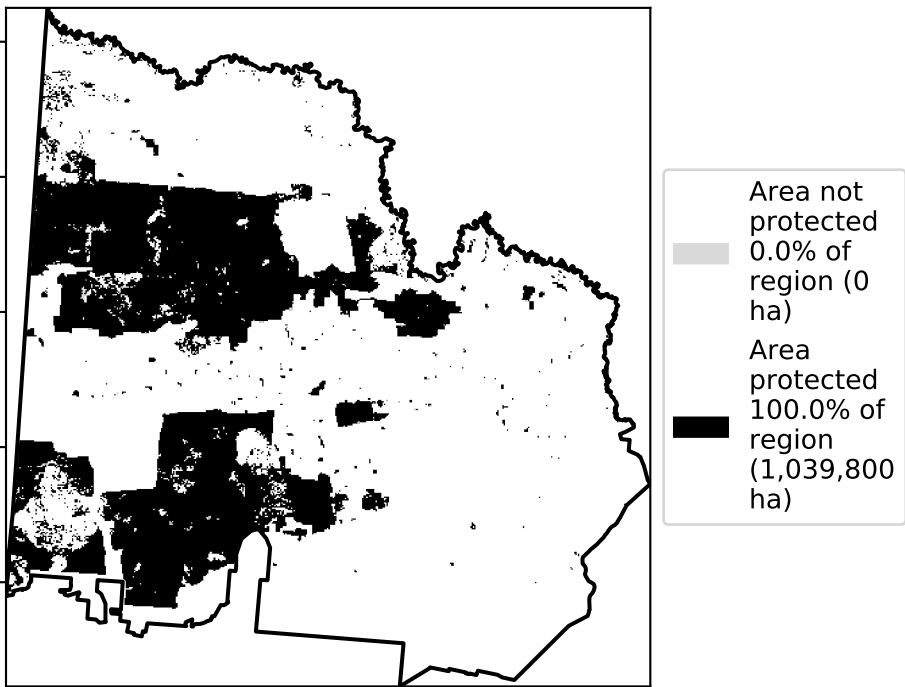 Area not
protected
0.0% of
region (0
ha)
Area
protected
100.0% of
region
(1,039,800
ha)